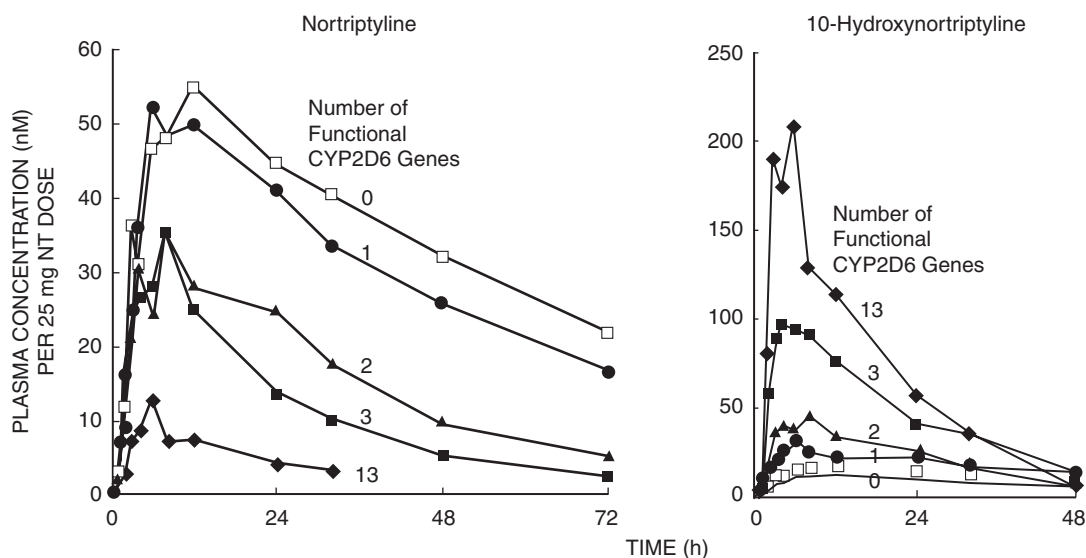 Nortriptyline
PLASMA CONCENTRATION (nM)
PER 25 mg NT DOSE
60
50
40
30
20
10
0
Number of
Functional
CYP2D6 Genes
0
1
2
3
13
0
24
48
72
10-Hydroxynortriptyline
250
200
150
100
50
0
Number of
Functional
CYP2D6 Genes
13
3
2
1
0
0
24
48
TIME (h)